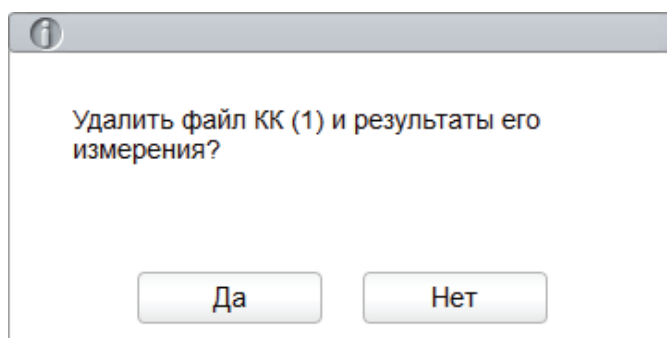 Удалить файл КК (1) и результаты его
измерения?
Да
Нет